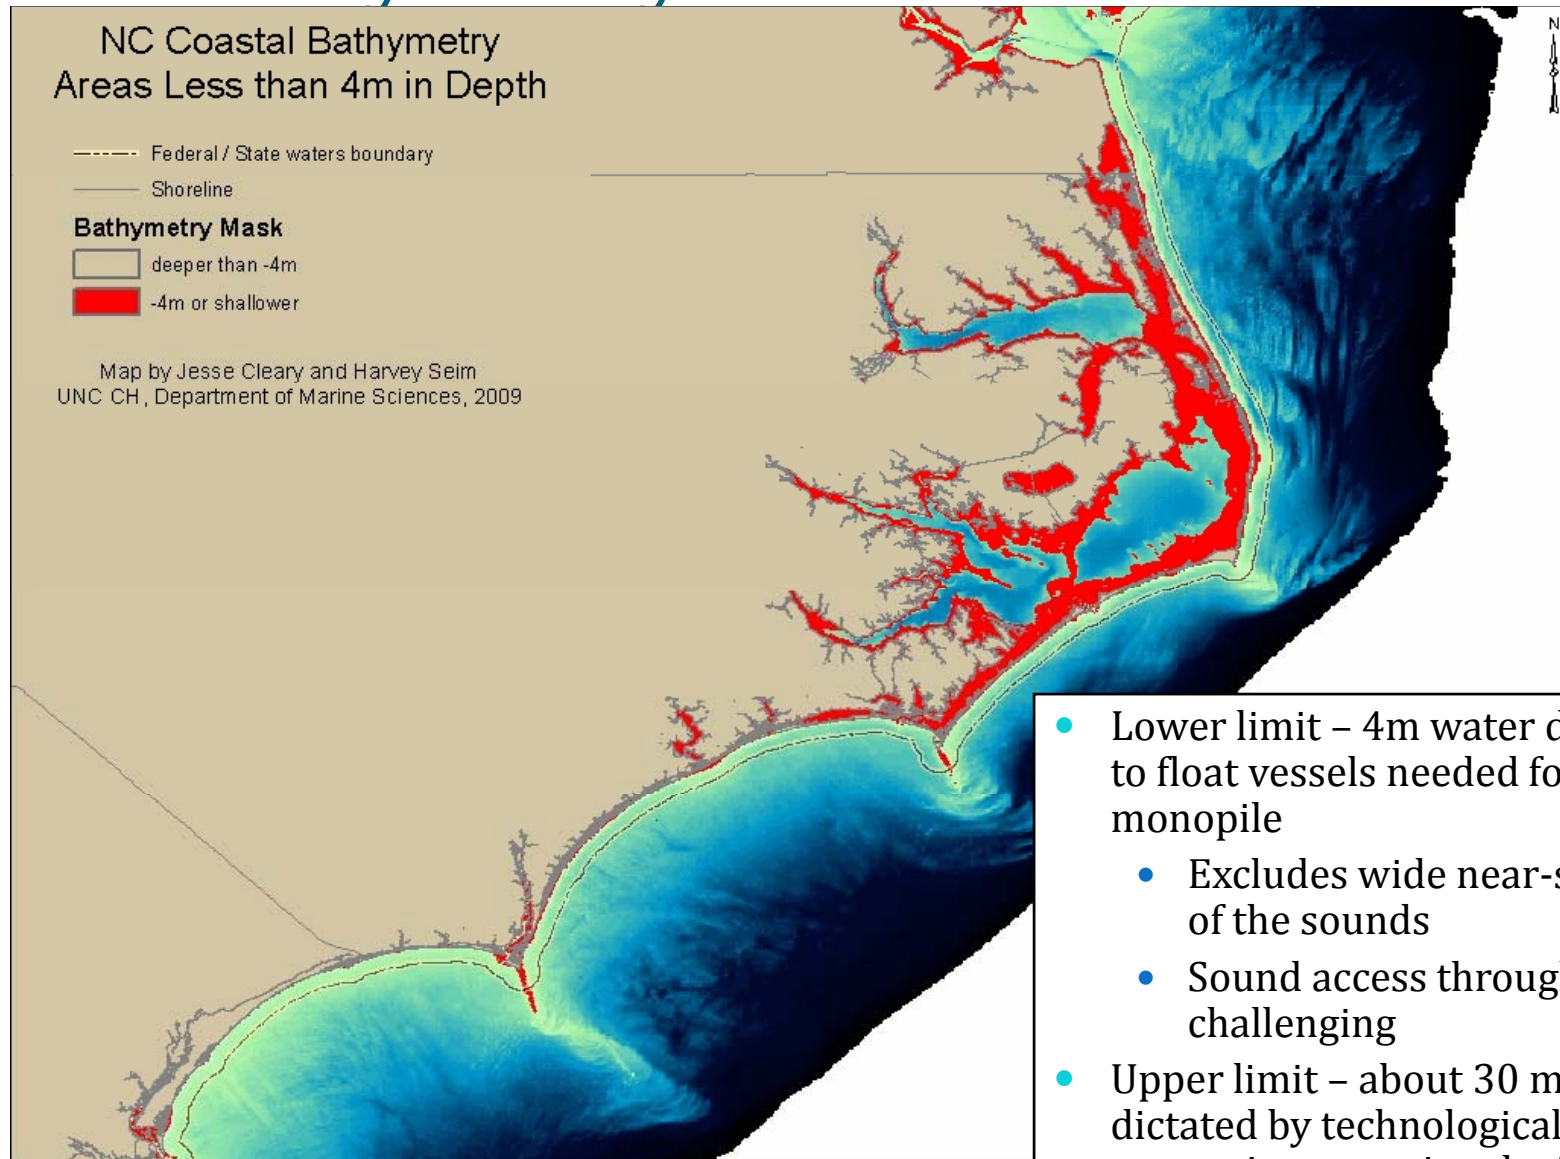 NC Coastal Bathymetry
Areas Less than 4m in Depth
Federal / State waters boundary
Shoreline
Bathymetry Mask
deeper than -4m
-4m or shallower
Map by Jesse Cleary and Harvey Seim
UNC CH, Department of Marine Sciences, 2009
N
• Lower limit – 4m water
to float vessels needed
monopile
• Excludes wide
of the sounds
• Sound access
challenging
• Upper limit – about 30 m
dictated by technological